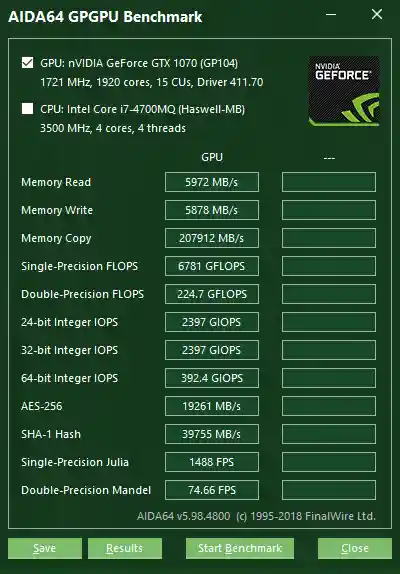 AIDA64 GPGPU Benchmark
GPU: nVIDIA GeForce GTX 1070 (GP104)
1721 MHz, 1920 cores, 15 CUs, Driver 411.70
NVIDIA
GEFORCE
CPU: Intel Core i7-4700MQ (Haswell-MB)
3500 MHz, 4 cores, 4 threads
GPU ---
Memory Read 5972 MB/s
Memory Write 5878 MB/s
Memory Copy 207912 MB/s
Single-Precision FLOPS 6781 GFLOPS
Double-Precision FLOPS 224.7 GFLOPS
24-bit Integer IOPS 2397 GIOPS
32-bit Integer IOPS 2397 GIOPS
64-bit Integer IOPS 392.4 GIOPS
AES-256 19261 MB/s
SHA-1 Hash 39755 MB/s
Single-Precision Julia 1488 FPS
Double-Precision Mandel 74.66 FPS
AIDA64 v5.98.4800 (c) 1995-2018 FinalWire Ltd.
Save Results Start Benchmark Close